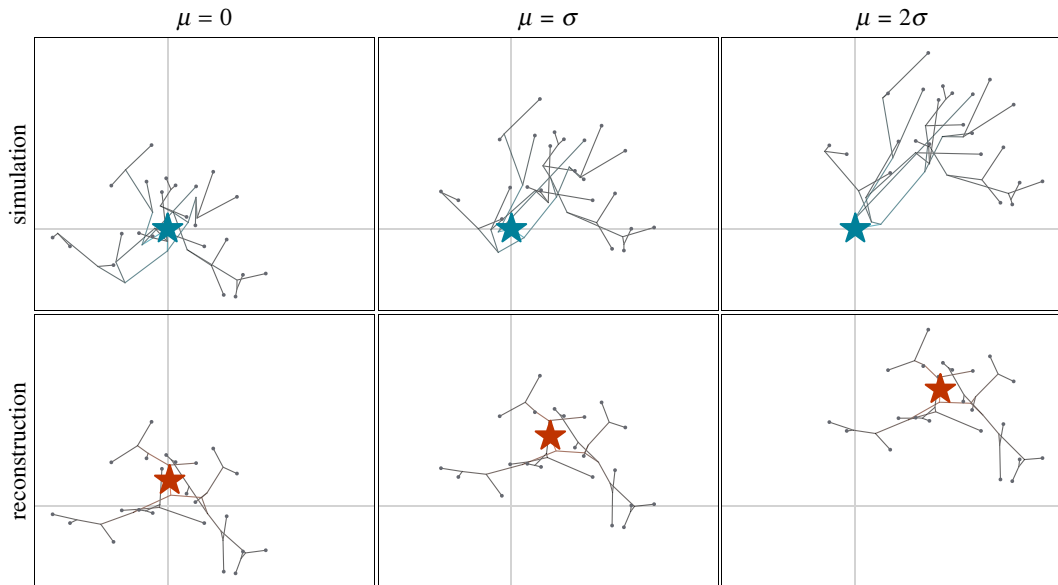 μ = 0
μ = σ
μ = 2σ
simulation
reconstruction